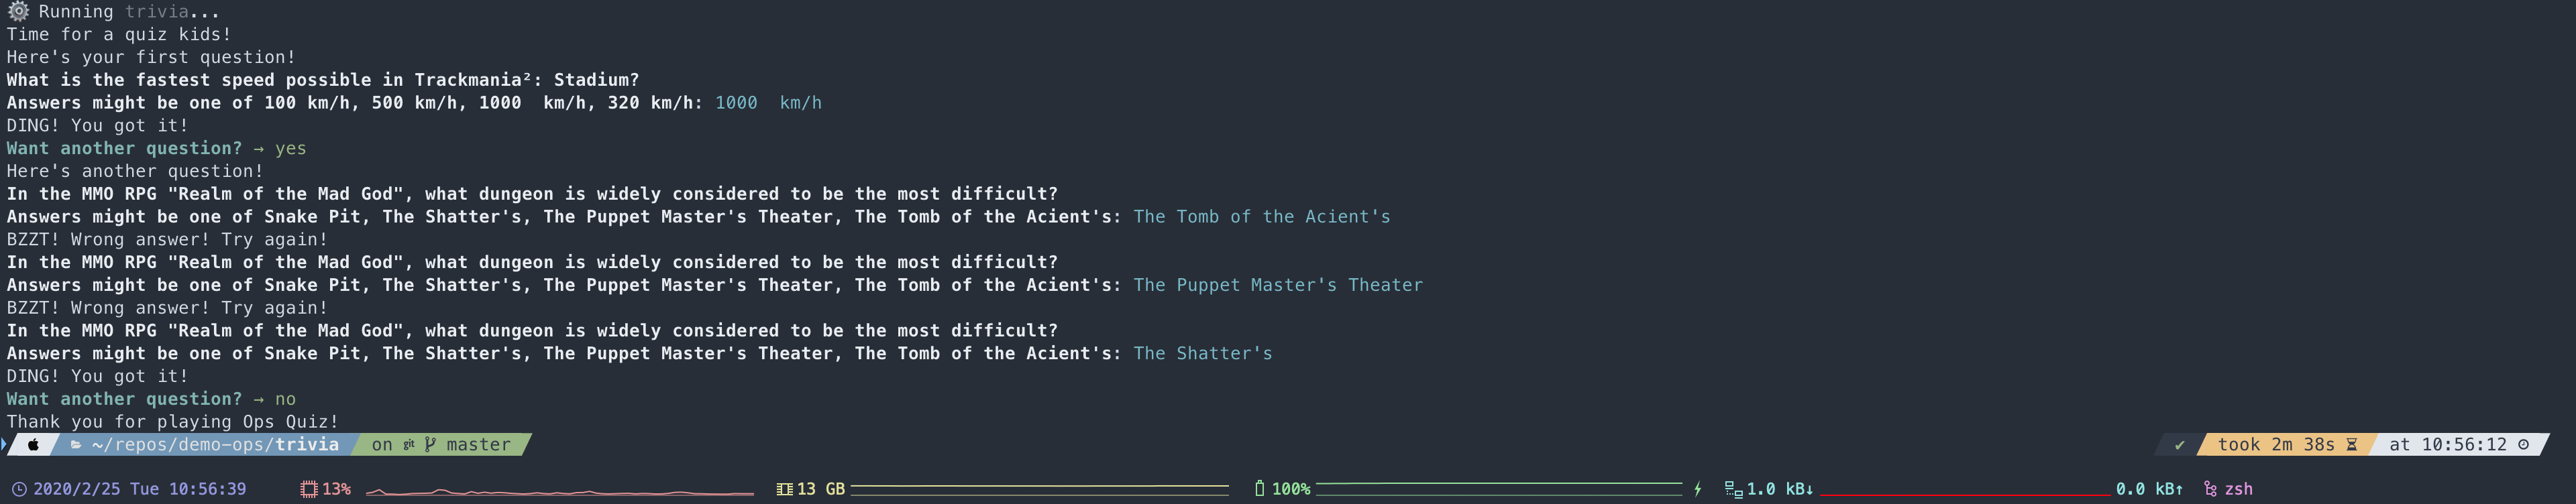 Running trivia...
Time for a quiz kids!
Here's your first question!
What is the fastest speed possible in Trackmania²: Stadium?
Answers might be one of 100 km/h, 500 km/h, 1000  km/h, 320 km/h: 1000  km/h
DING! You got it!
Want another question? → yes
Here's another question!
In the MMO RPG "Realm of the Mad God", what dungeon is widely considered to be the most difficult?
Answers might be one of Snake Pit, The Shatter's, The Puppet Master's Theater, The Tomb of the Acient's: The Tomb of the Acient's
BZZT! Wrong answer! Try again!
In the MMO RPG "Realm of the Mad God", what dungeon is widely considered to be the most difficult?
Answers might be one of Snake Pit, The Shatter's, The Puppet Master's Theater, The Tomb of the Acient's: The Puppet Master's Theater
BZZT! Wrong answer! Try again!
In the MMO RPG "Realm of the Mad God", what dungeon is widely considered to be the most difficult?
Answers might be one of Snake Pit, The Shatter's, The Puppet Master's Theater, The Tomb of the Acient's: The Shatter's
DING! You got it!
Want another question? → no
Thank you for playing Ops Quiz!
~/repos/demo-ops/trivia on git master ✔ took 2m 38s at 10:56:12
2020/2/25 Tue 10:56:39 13% 13 GB 100% 1.0 kB↓ 0.0 kB↑ zsh